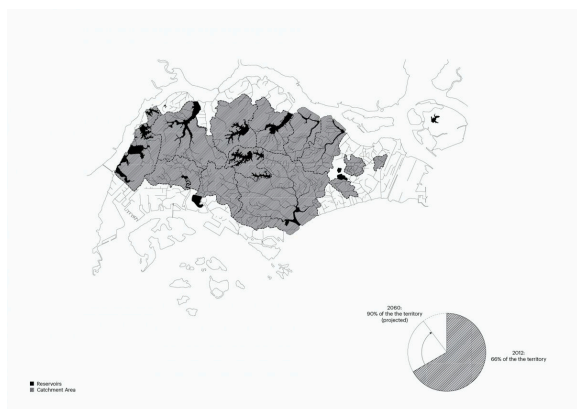 2060:
90% of the the territory
(projected)
2012:
66% of the the territory
Reservoirs
Catchment Area